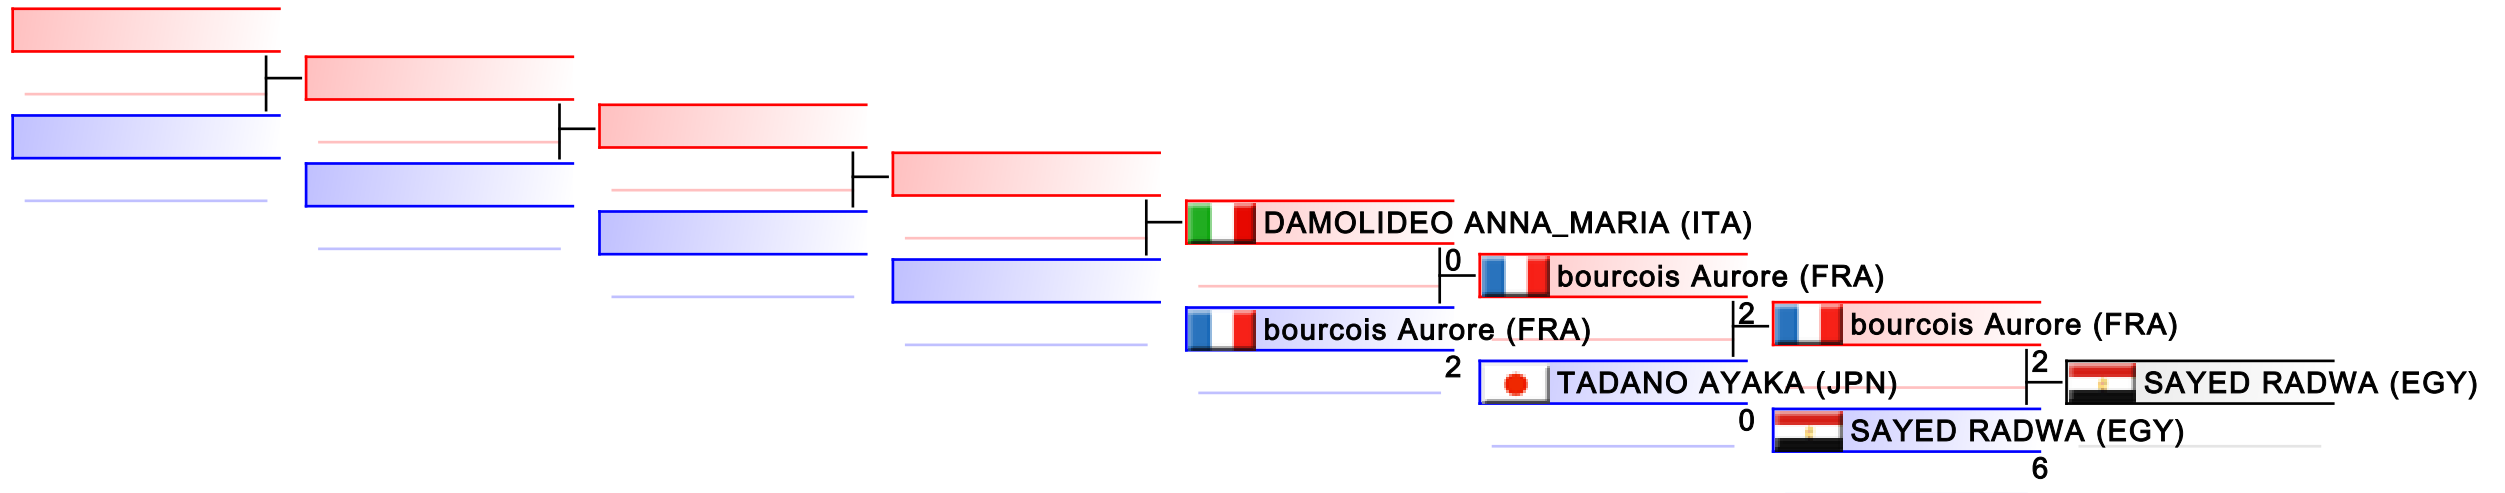 DAMOLIDEO ANNA_MARIA (ITA)
0
bourcois Aurore (FRA)
bourcois Aurore (FRA)
2
2
bourcois Aurore (FRA)
TADANO AYAKA (JPN)
0
2
SAYED RADWA (EGY)
SAYED RADWA (EGY)
6